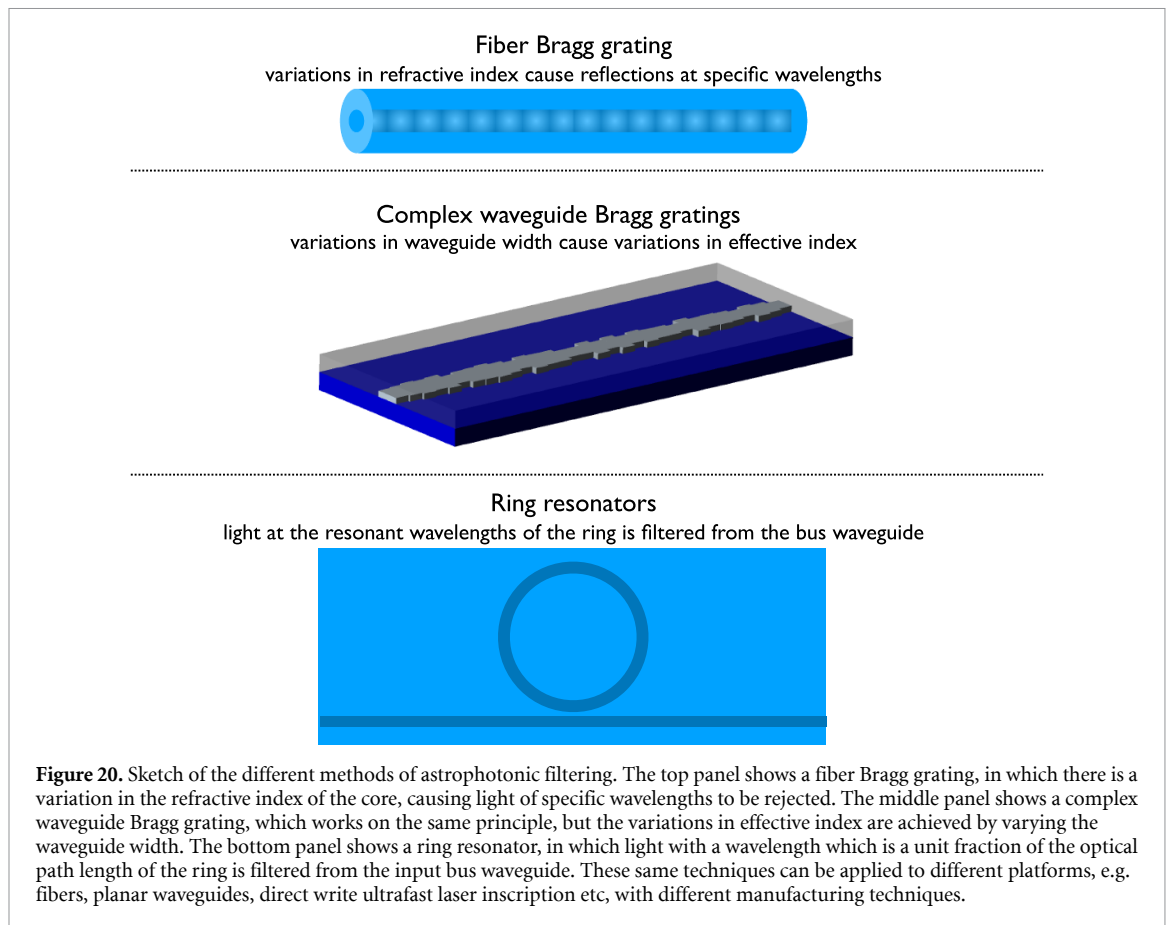 Fiber Bragg grating
variations in refractive index cause reflections at specific wavelengths
Complex waveguide Bragg gratings
variations in waveguide width cause variations in effective index
Ring resonators
light at the resonant wavelengths of the ring is filtered from the bus waveguide
Figure 20. Sketch of the different methods of astrophotonic filtering. The top panel shows a fiber Bragg grating, in which there is a
variation in the refractive index of the core, causing light of specific wavelengths to be rejected. The middle panel shows a complex
waveguide Bragg grating, which works on the same principle, but the variations in effective index are achieved by varying the
waveguide width. The bottom panel shows a ring resonator, in which light with a wavelength which is a unit fraction of the optical
path length of the ring is filtered from the input bus waveguide. These same techniques can be applied to different platforms, e.g.
fibers, planar waveguides, direct write ultrafast laser inscription etc, with different manufacturing techniques.